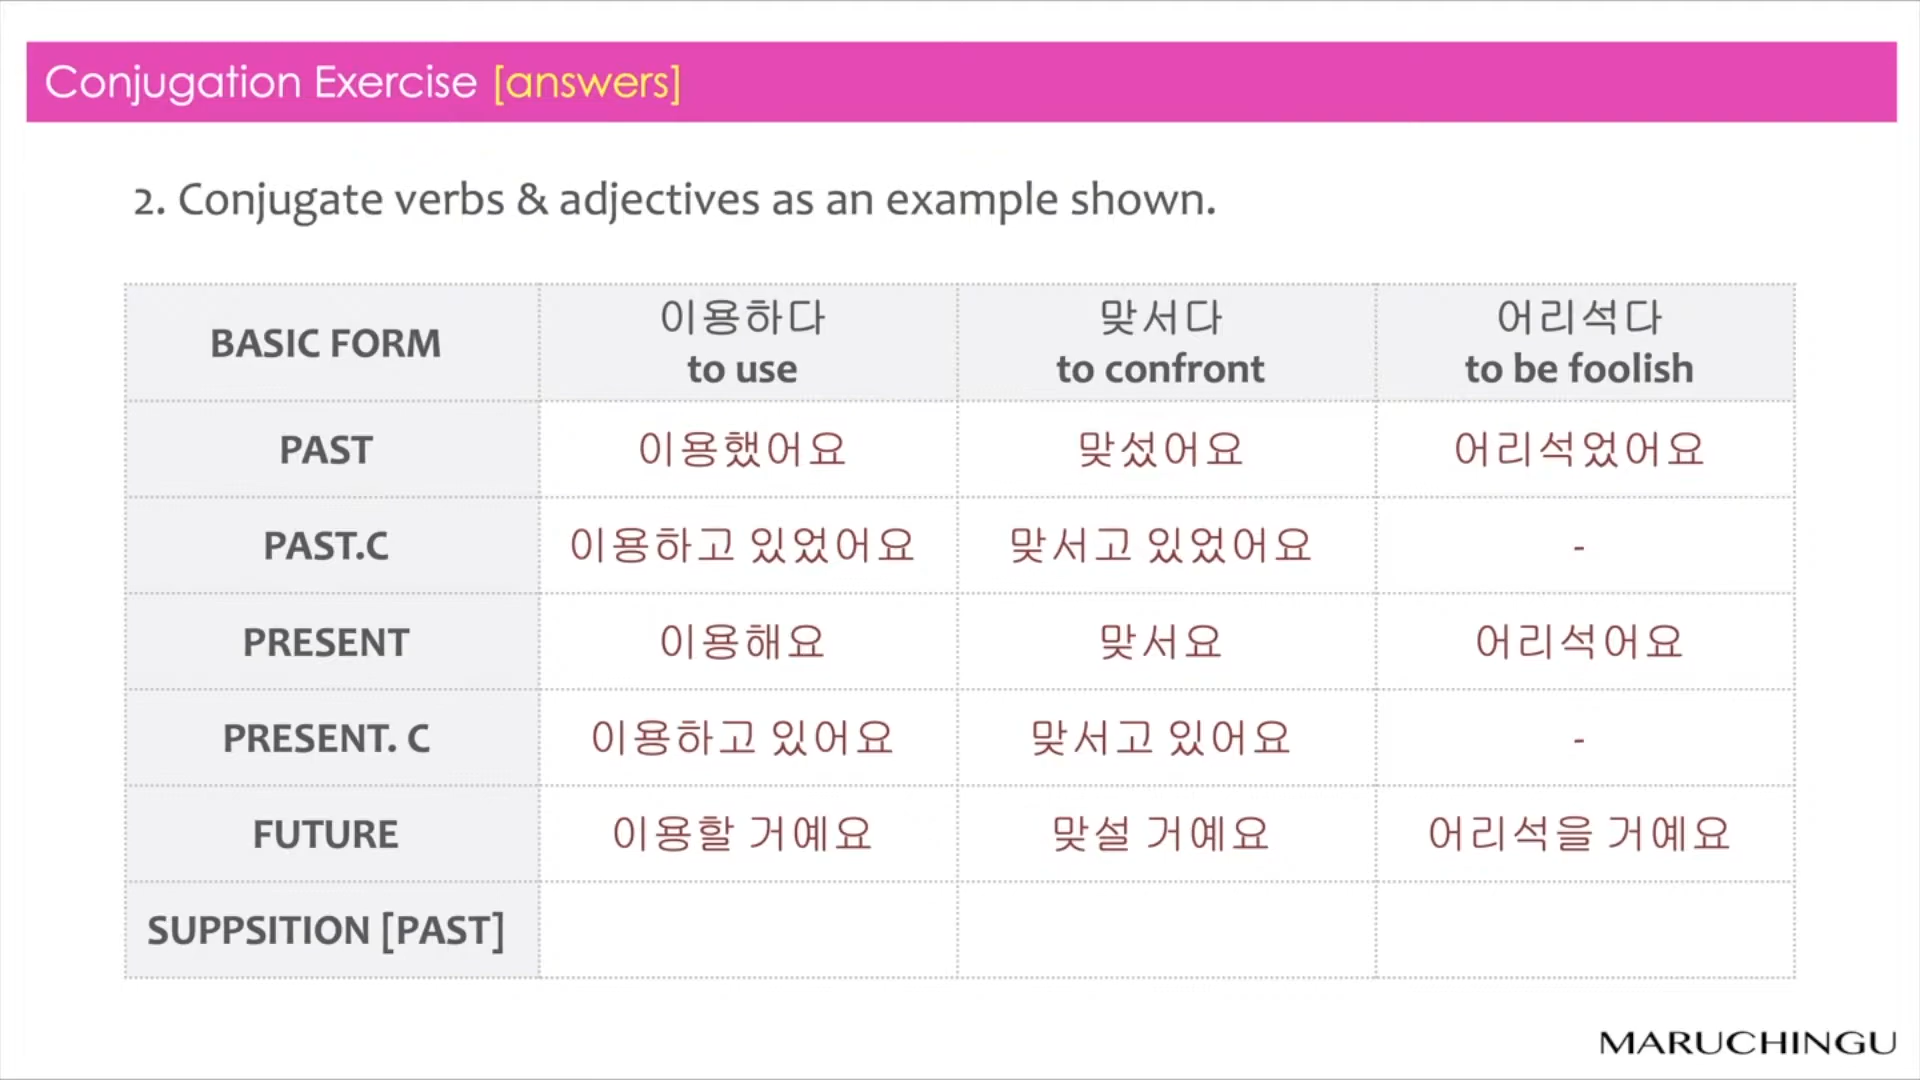 Conjugation Exercise [answers]
2. Conjugate verbs & adjectives as an example shown.
BASIC FORM
이용하다
to use
맞서다
to confront
어리석다
to be foolish
PAST
이용했어요
맞섰어요
어리석었어요
PAST.C
이용하고 있었어요
맞서고 있었어요
-
PRESENT
이용해요
맞서요
어리석어요
PRESENT. C
이용하고 있어요
맞서고 있어요
-
FUTURE
이용할 거예요
맞설 거예요
어리석을 거예요
SUPPSITION [PAST]
MARUCHINGU